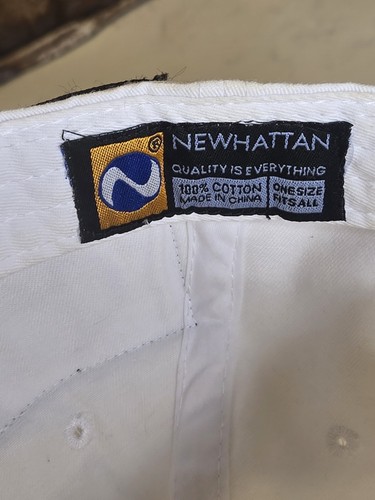 ®
NEWHATTAN
QUALITY IS EVERYTHING
100% COTTON
MADE IN CHINA
ONE SIZE
FITS ALL